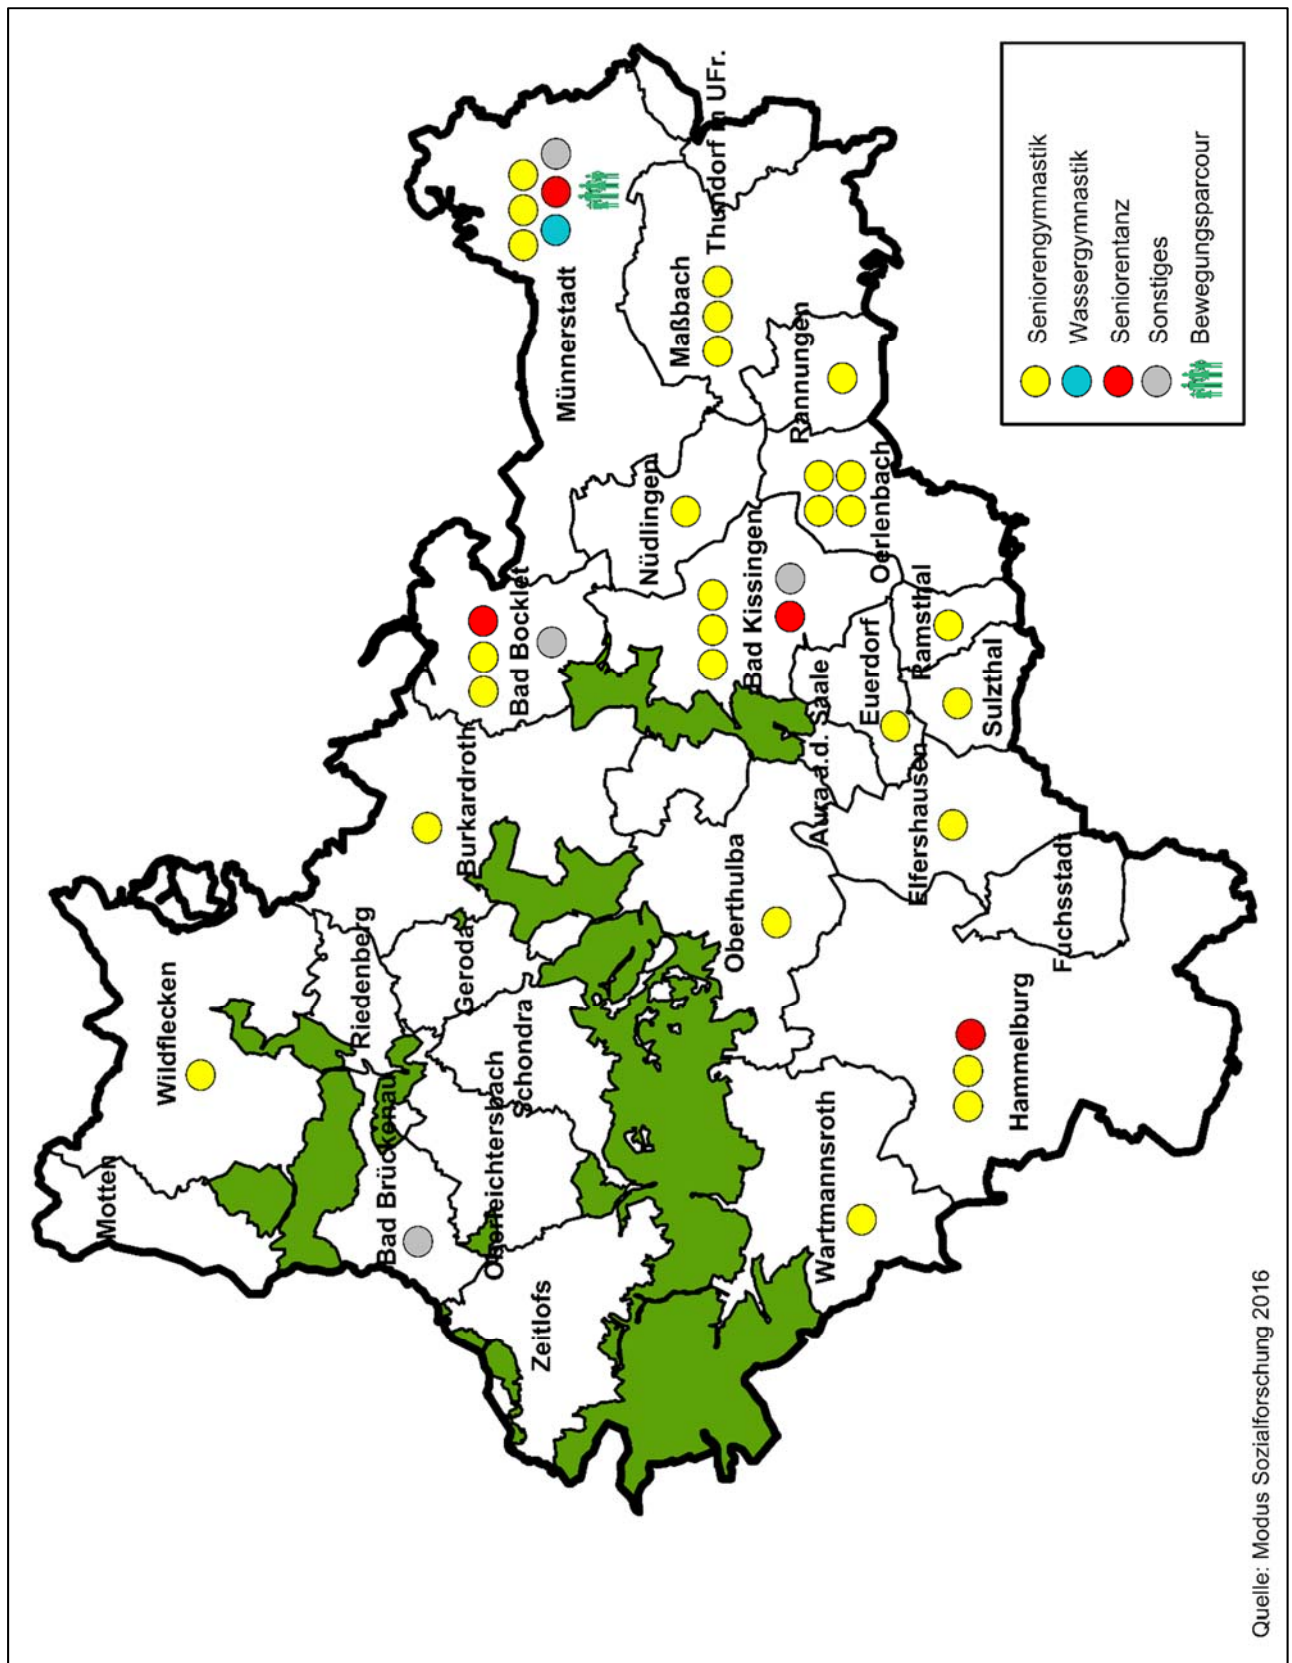 Motten
Wildflecken
Riedenberg
Bad Brückenau
Geroda
Oberleichtersbach
Schondra
Zeitlofs
Burkardroth
Bad Bocklet
Münnerstadt
Nüdlingen
Maßbach
Thundorf in UFr.
Rannungen
Oerlenbach
Bad Kissingen
Oberthulba
Aura a.d. Saale
Euerdorf
Ramsthal
Sulzthal
Elfershausen
Fuchsstadt
Wartmannsroth
Hammelburg
Seniorengymnastik
Wassergymnastik
Seniorentanz
Sonstiges
Bewegungsparcour
Quelle: Modus Sozialforschung 2016